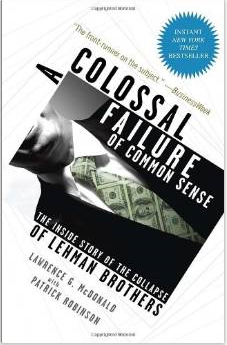 "The front-runner on the subject." —BusinessWeek
INSTANT
NEW YORK
TIMES
BESTSELLER
A
COLOSSAL
FAILURE
OF COMMON SENSE
THE INSIDE STORY OF THE COLLAPSE
OF LEHMAN BROTHERS
LAWRENCE G. McDONALD
with
PATRICK ROBINSON